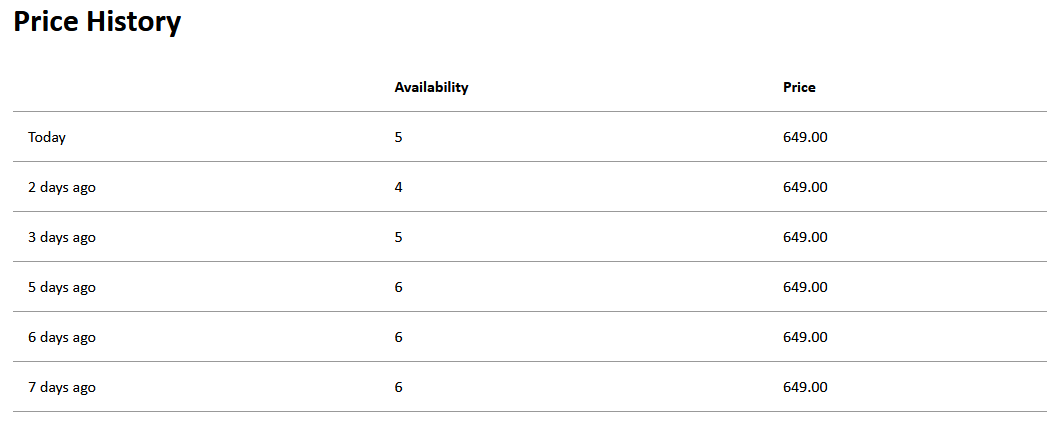 Price History
Availability Price
Today 5 649.00
2 days ago 4 649.00
3 days ago 5 649.00
5 days ago 6 649.00
6 days ago 6 649.00
7 days ago 6 649.00